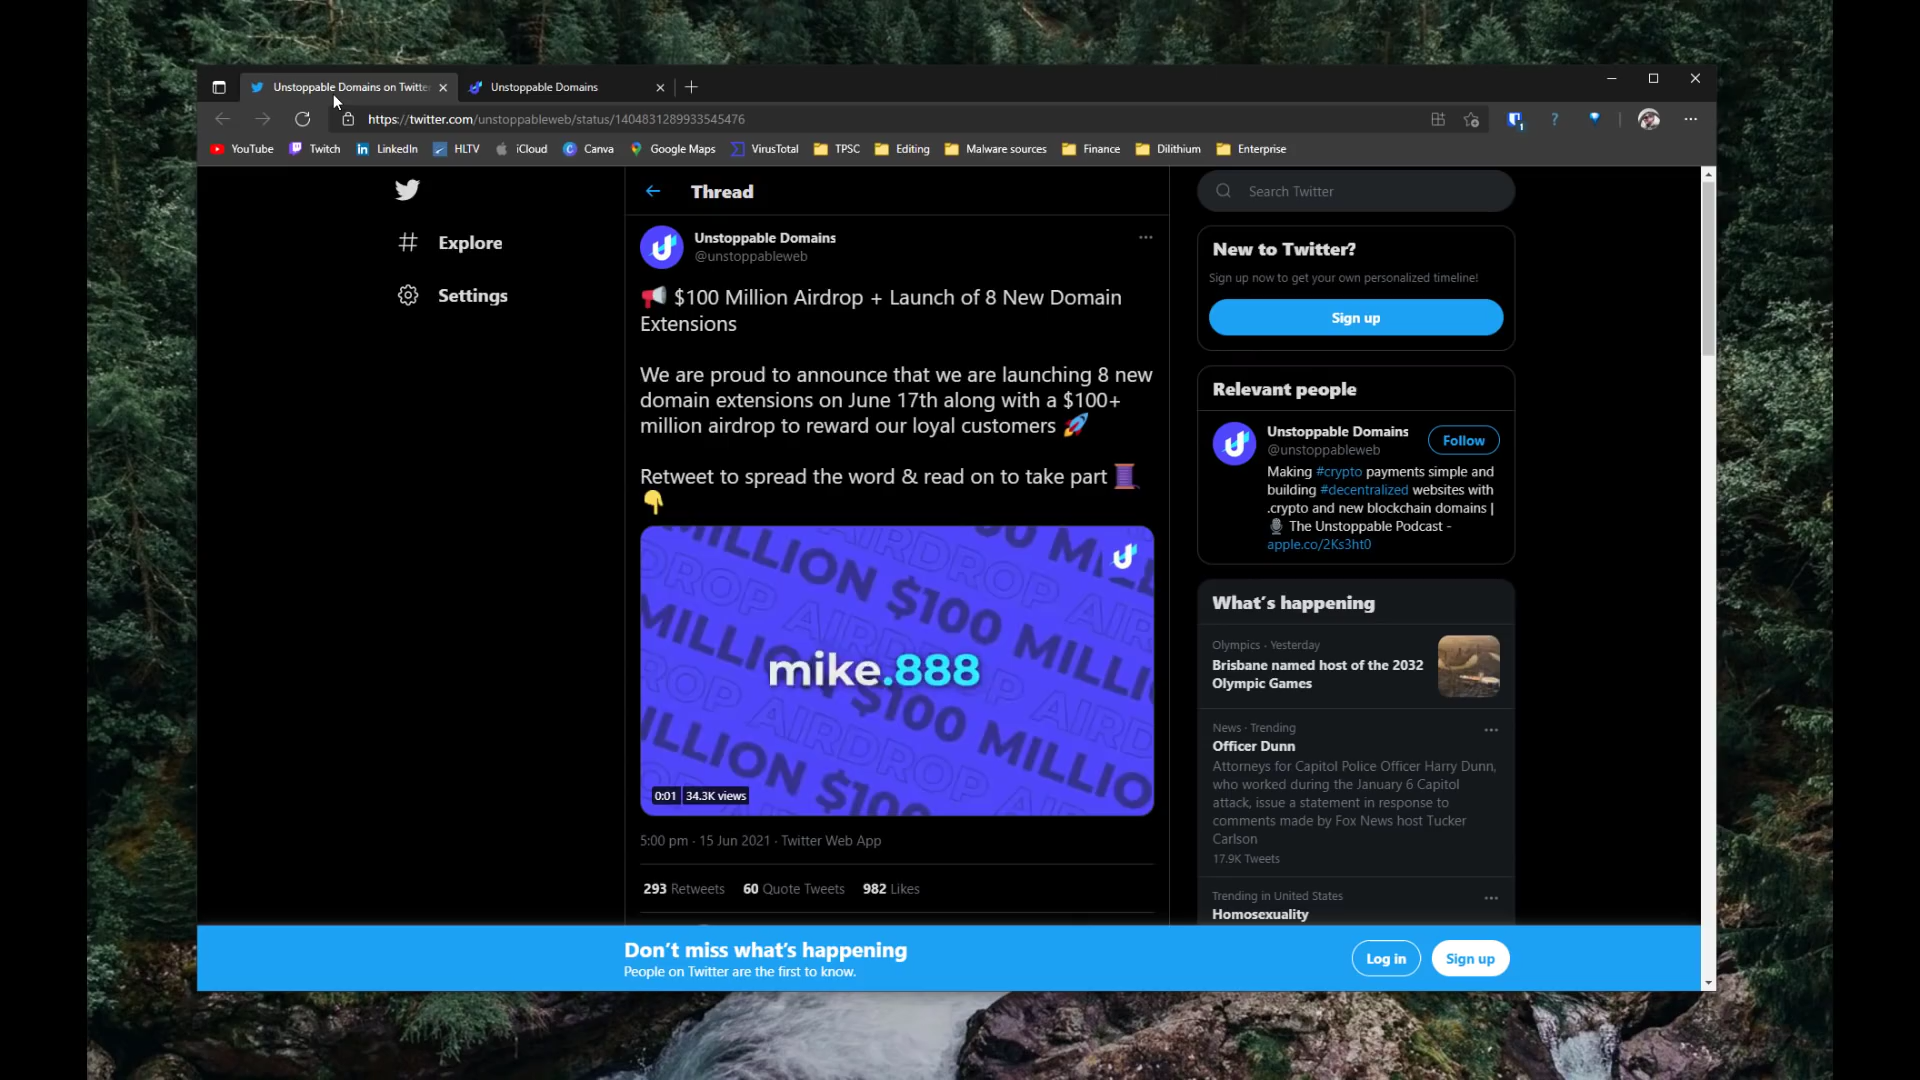 Unstoppable Domains on Twitte
Unstoppable Domains
https://twitter.com/unstoppableweb/status/1404831289933545476
1
?
YouTube
Twitch
LinkedIn
HLTV
iCloud
Canva
Google Maps
VirusTotal
TPSC
Editing
Malware sources
Finance
Dilithium
Enterprise
Explore
Settings
Thread
Unstoppable Domains
@unstoppableweb
$100 Million Airdrop + Launch of 8 New Domain
Extensions
We are proud to announce that we are launching 8 new
domain extensions on June 17th along with a $100+
million airdrop to reward our loyal customers
Retweet to spread the word & read on to take part
MILLION $100 MILLI
AIRDROP
mike.888
0:01 34.3K views
5:00 pm · 15 Jun 2021 · Twitter Web App
293 Retweets 60 Quote Tweets 982 Likes
Search Twitter
New to Twitter?
Sign up now to get your own personalized timeline!
Sign up
Relevant people
Unstoppable Domains
@unstoppableweb
Follow
Making #crypto payments simple and
building #decentralized websites with
.crypto and new blockchain domains |
The Unstoppable Podcast -
apple.co/2Ks3ht0
What's happening
Olympics · Yesterday
Brisbane named host of the 2032
Olympic Games
News · Trending
Officer Dunn
Attorneys for Capitol Police Officer Harry Dunn,
who worked during the January 6 Capitol
attack, issue a statement in response to
comments made by Fox News host Tucker
Carlson
17.9K Tweets
Trending in United States
Homosexuality
Don't miss what's happening
People on Twitter are the first to know.
Log in
Sign up